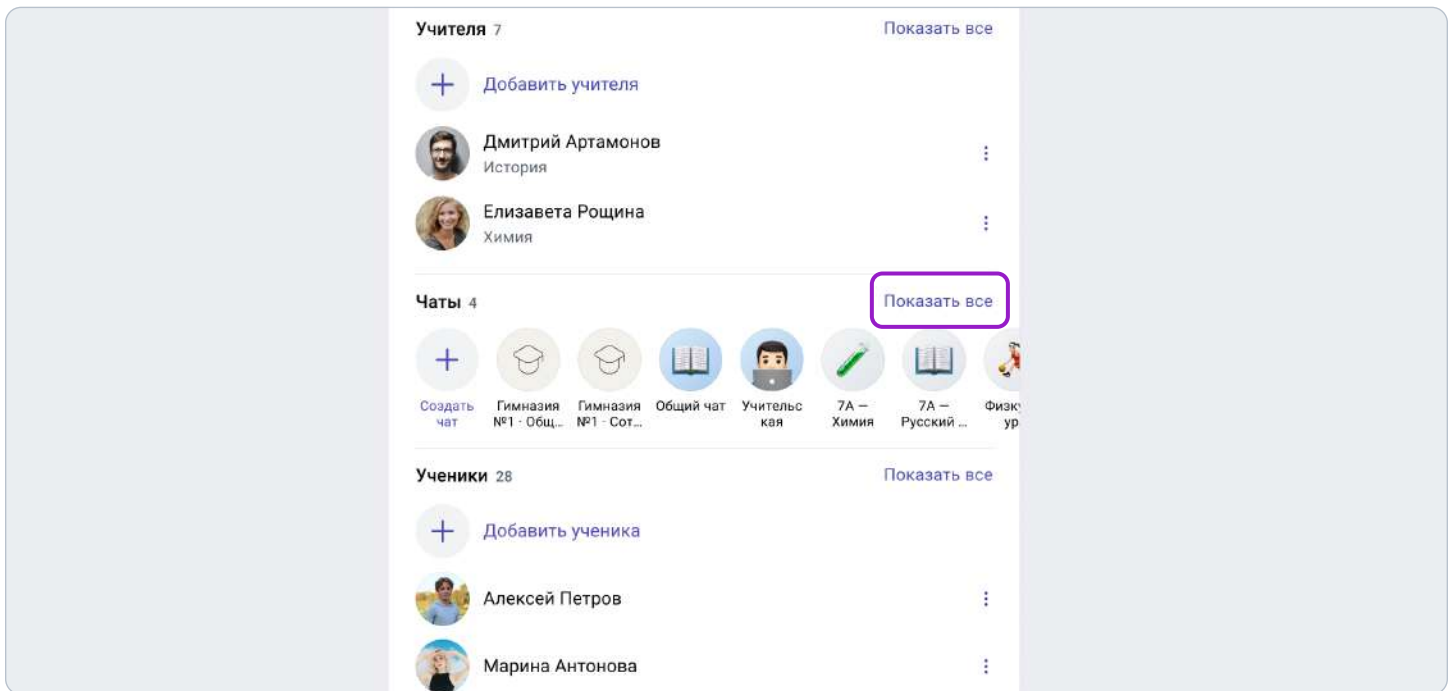 Учителя 7
Показать все
Добавить учителя
Дмитрий Артамонов
История
Елизавета Рощина
Химия
Чаты 4
Показать все
Создать чат
Гимназия №1 · Общ...
Гимназия №1 · Сот...
Общий чат
Учительс кая
7А — Химия
7А — Русский ...
Физк
ур
Ученики 28
Показать все
Добавить ученика
Алексей Петров
Марина Антонова